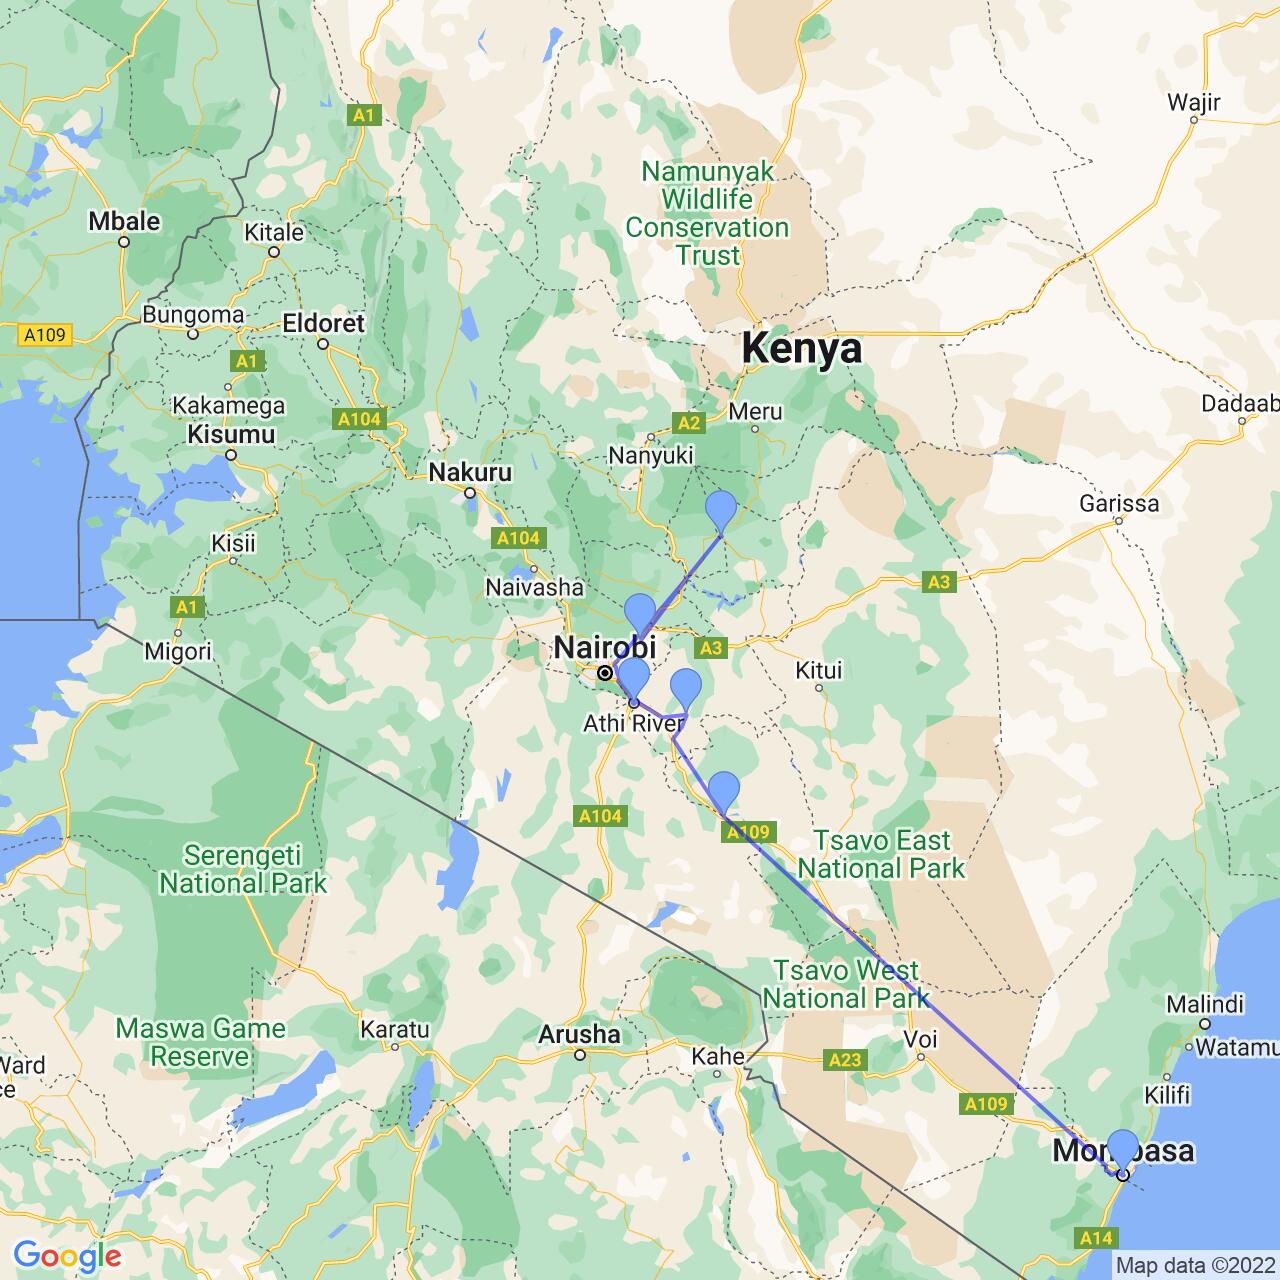 A1
Wajir
Namunyak
Wildlife
Conservation
Trust
Mbale
Kitale
Bungoma
Eldoret
A109
Kenya
A1
Kakamega
A104
A2
Meru
Dadaab
Kisumu
Nanyuki
Nakuru
Garissa
A104
Kisii
Naivasha
A3
A1
Nairobi
A3
Migori
Kitui
Athi River
A104
A109
Tsavo East
National Park
Serengeti
National Park
Tsavo West
National Park
Malindi
Maswa Game
Reserve
Karatu
Arusha
Voi
Watamu
Kahe
A23
Ward
Kilifi
A109
A14
Google
Map data ©2022